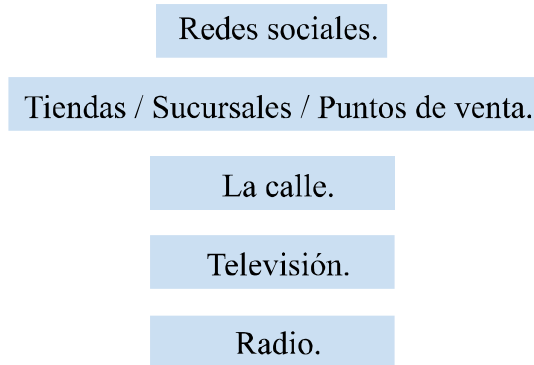 Redes sociales.
Tiendas / Sucursales / Puntos de venta.
La calle.
Televisión.
Radio.